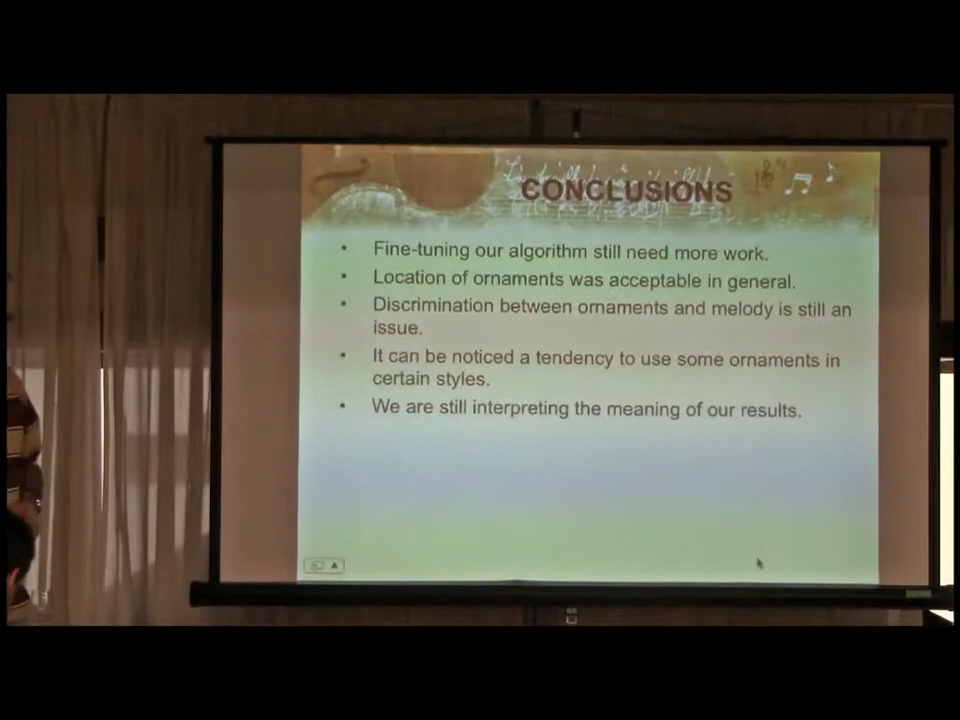 CONCLUSIONS
• Fine-tuning our algorithm still need more work.
• Location of ornaments was acceptable in general.
• Discrimination between ornaments and melody is still an
issue.
• It can be noticed a tendency to use some ornaments in
certain styles.
• We are still interpreting the meaning of our results.